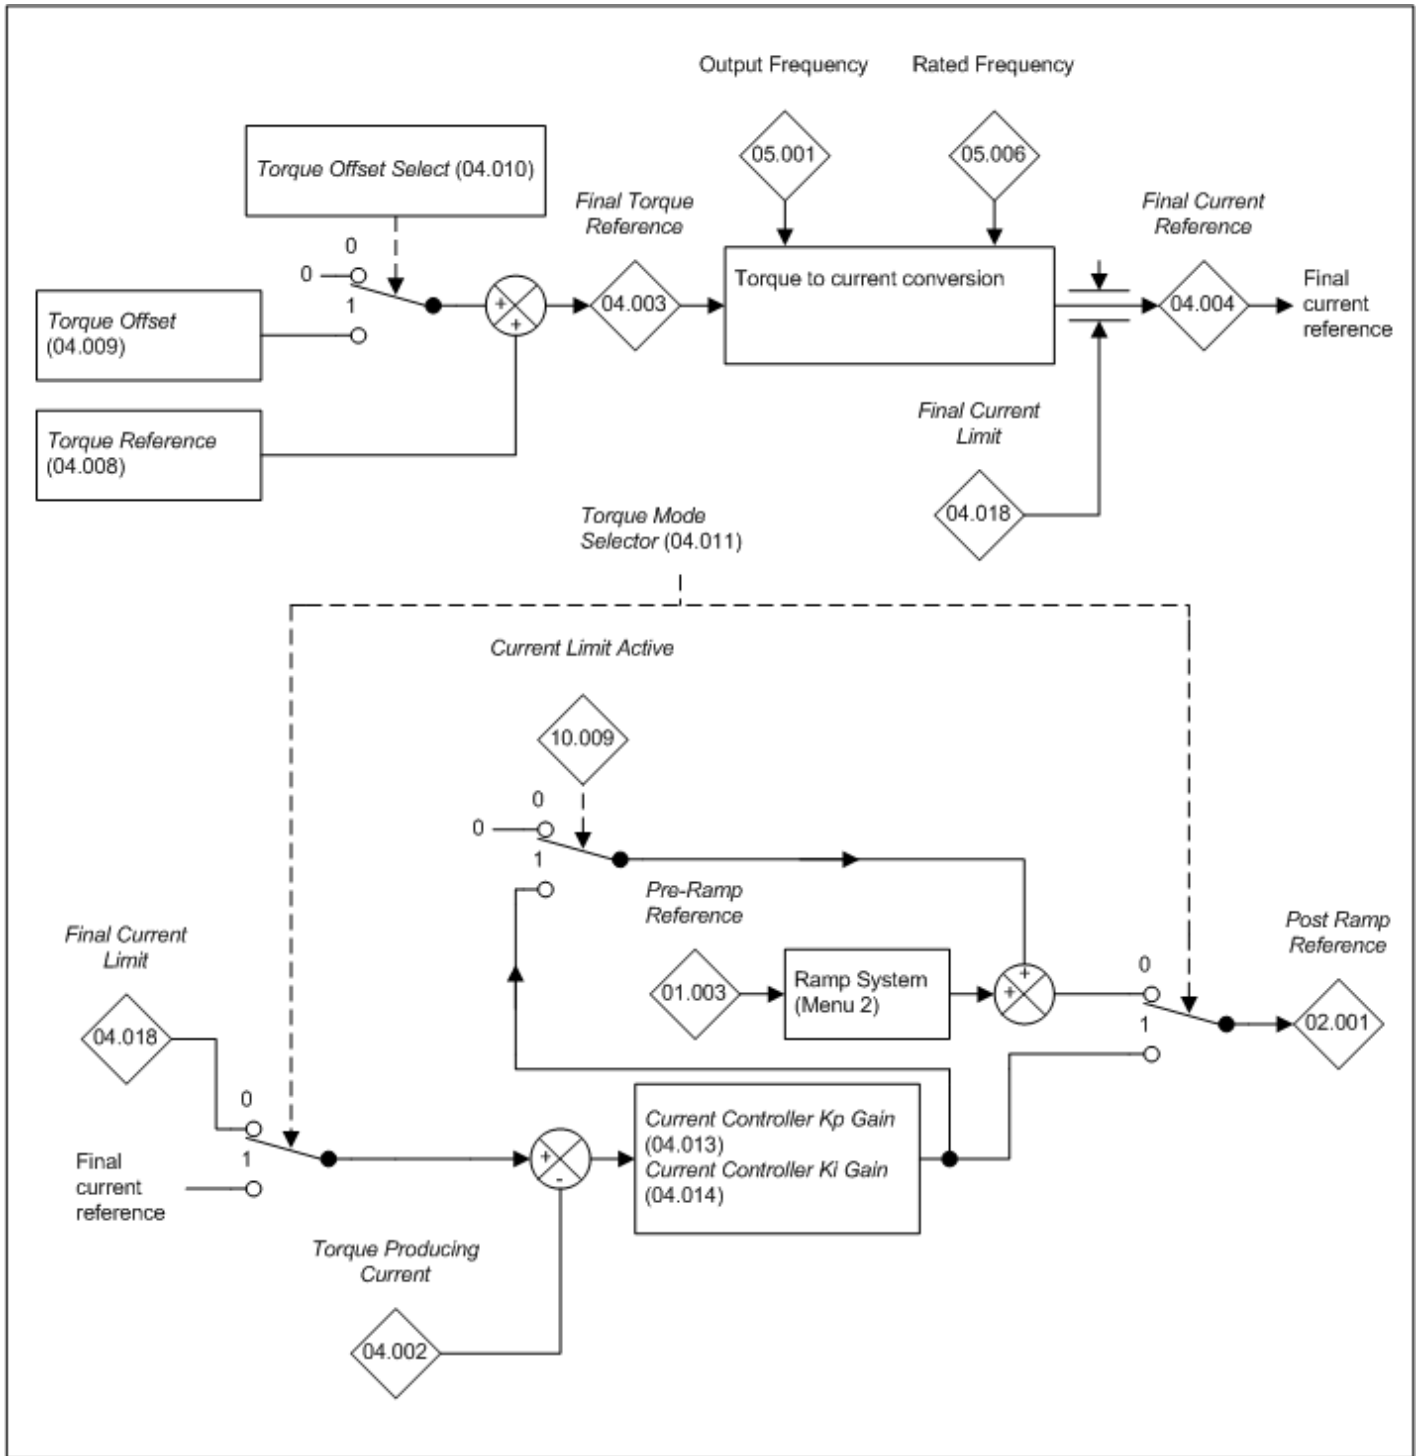 Output Frequency
Rated Frequency
Torque Offset Select (04.010)
05.001
05.006
Final Torque
Reference
Final Current
Reference
0
0
1
Torque Offset
(04.009)
+
+
04.003
Torque to current conversion
04.004
Final
current
reference
Torque Reference
(04.008)
Final Current
Limit
04.018
Torque Mode
Selector (04.011)
Current Limit Active
10.009
0
0
1
Pre-Ramp
Reference
01.003
Ramp System
(Menu 2)
+
+
0
1
Post Ramp
Reference
02.001
Final Current
Limit
04.018
0
1
Final
current
reference
+
-
Current Controller Kp Gain
(04.013)
Current Controller Ki Gain
(04.014)
Torque Producing
Current
04.002